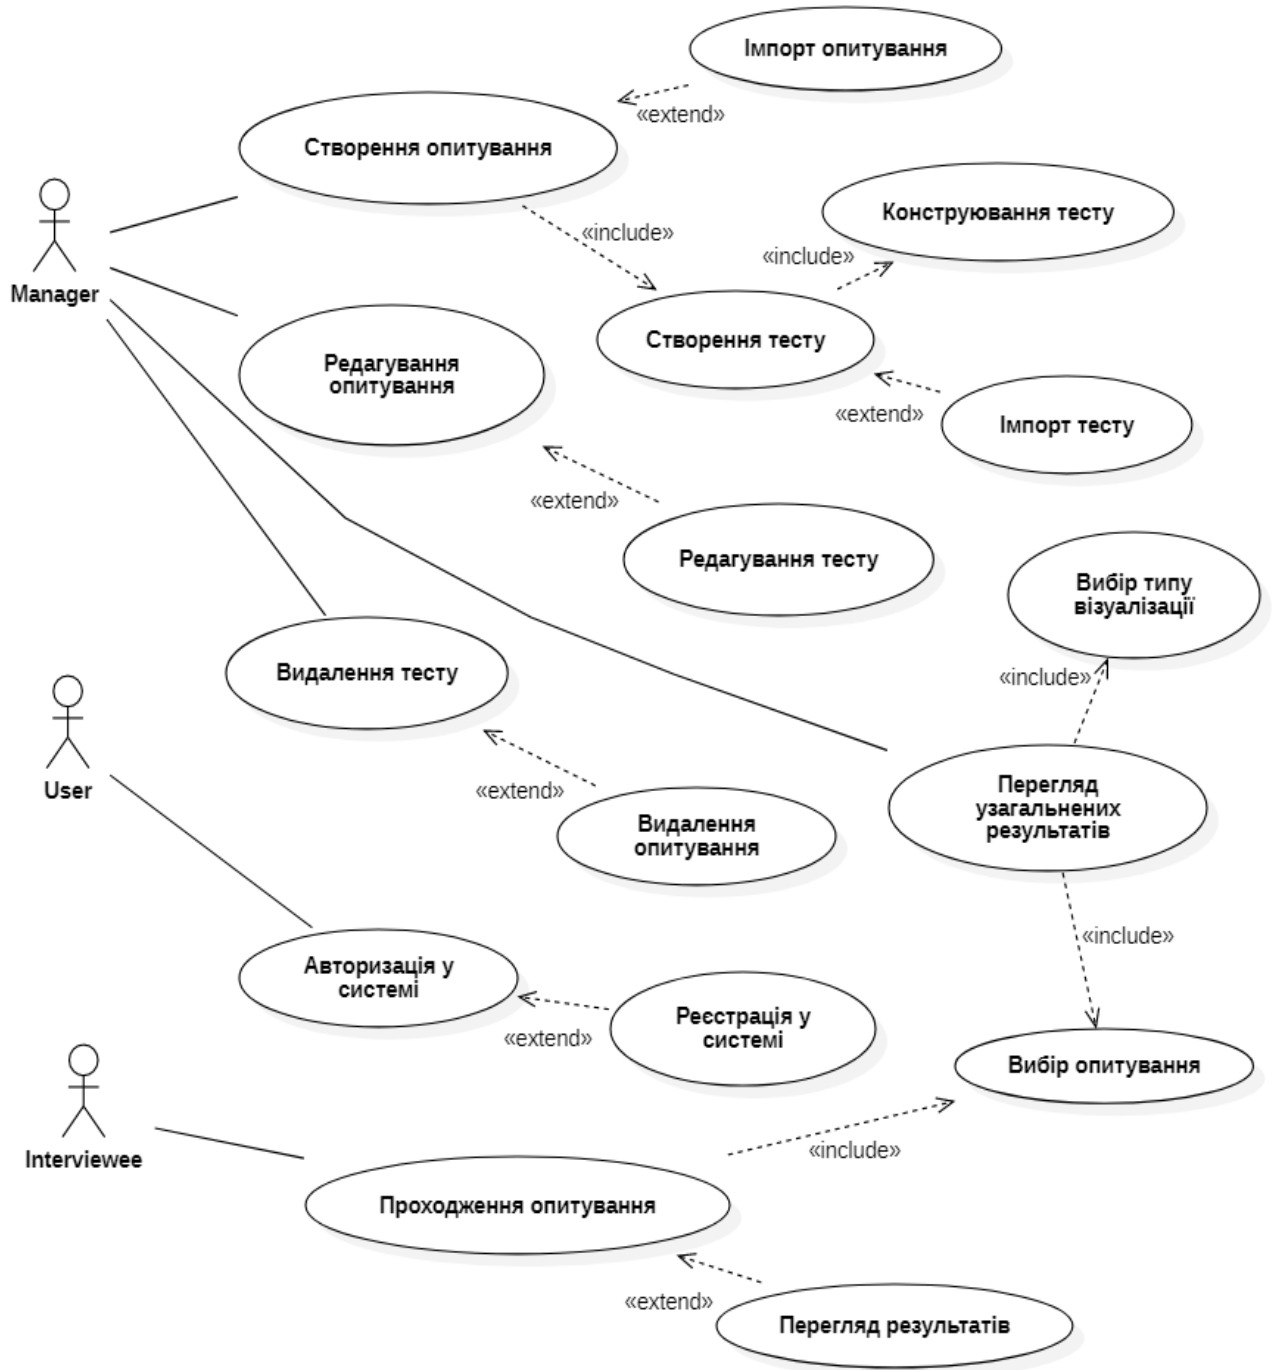 Імпорт опитування
«extend»
Створення опитування
Конструювання тесту
«include»
«include»
Manager
Створення тесту
Редагування
опитування
«extend»
Імпорт тесту
«extend»
Редагування тесту
Вибір типу
візуалізації
«include»
Видалення тесту
User
«extend»
Перегляд
узагальнених
результатів
Видалення
опитування
«include»
Авторизація у
системі
Реєстрація у
системі
«extend»
Вибір опитування
Interviewee
«include»
Проходження опитування
«extend»
Перегляд результатів